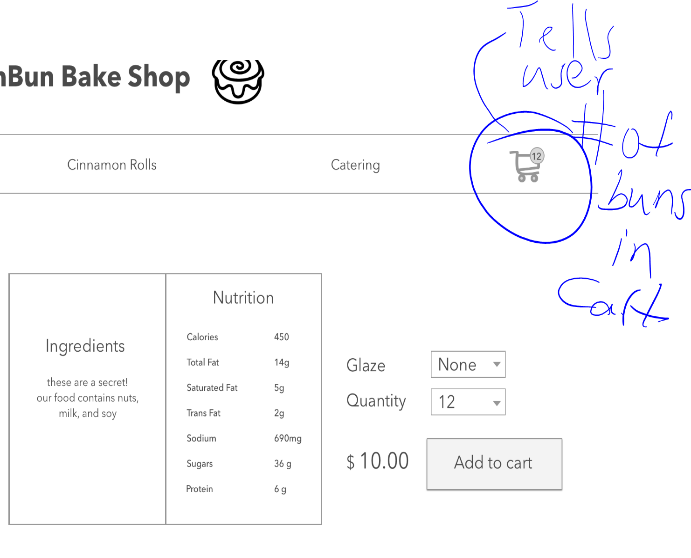 nBun Bake Shop
Tells
user
# of
buns
in
Cart
Cinnamon Rolls
Catering
12
Ingredients
these are a secret!
our food contains nuts,
milk, and soy
Nutrition
Calories 450
Total Fat 14g
Saturated Fat 5g
Trans Fat 2g
Sodium 690mg
Sugars 36 g
Protein 6 g
Glaze None
Quantity 12
$ 10.00 Add to cart